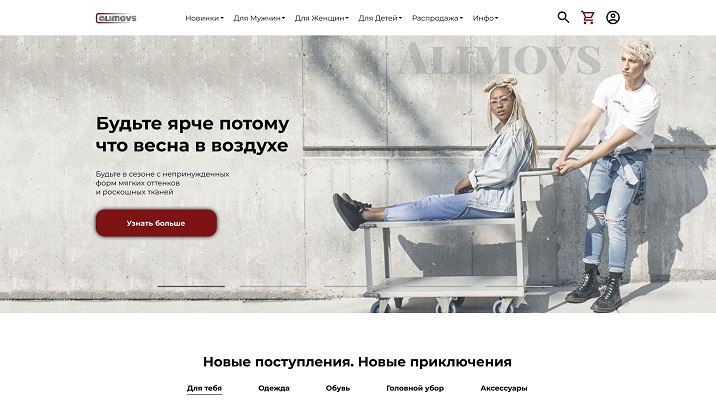 ALIMOVS
Новинки
Для Мужчин
Для Женщин
Для Детей
Распродажа
Инфо
ALIMOVS
Будьте ярче потому
что весна в воздухе
Будьте в сезоне с непринужденных
форм мягких оттенков
и роскошных тканей
Узнать больше
Новые поступления. Новые приключения
Для тебя
Одежда
Обувь
Головной убор
Аксессуары